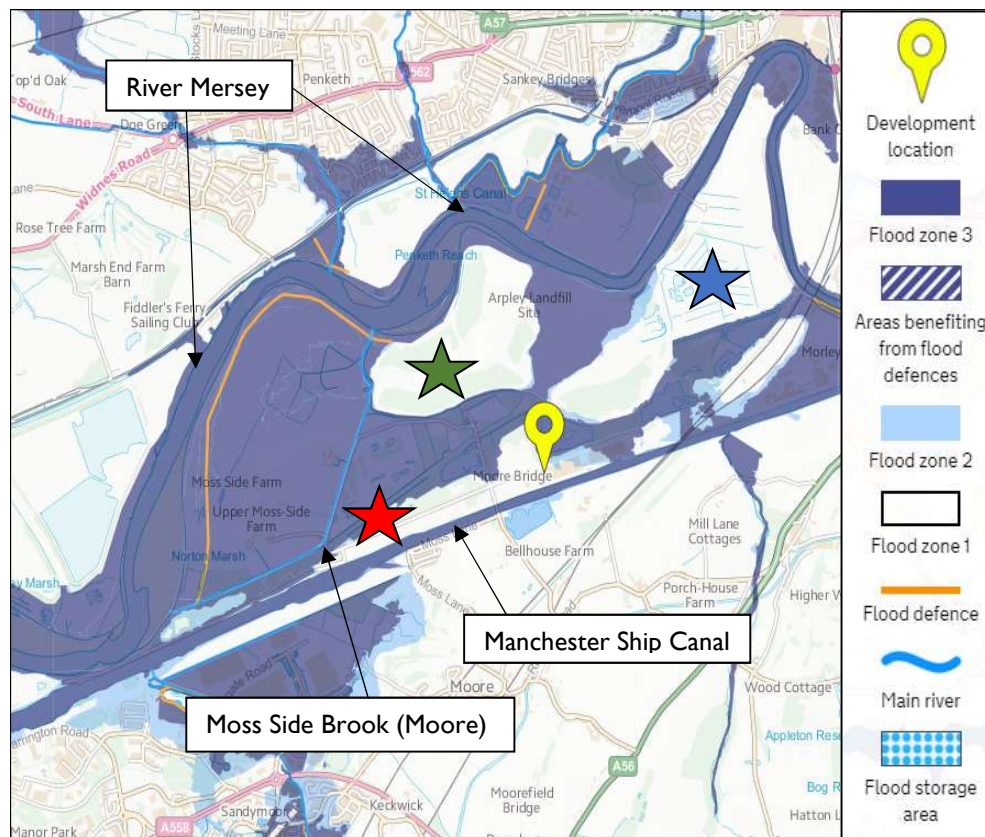 A57
Meeting Lane
Top'd Oak
Penketh
A562
Sankey Bridges
River Mersey
South Lane
Doe Green
Widnes Road
Bank
St Helens Canal
Rose Tree Farm
Penketh Reach
Marsh End Farm
Barn
Fiddler's Ferry
Sailing Club
Arpley Landfill
Site
Morley
Moss Side Farm
Moore Bridge
Upper Moss-Side
Farm
Mill Lane
Cottages
Moss Lane
Bellhouse Farm
Norton Marsh
Marsh
Moss Lane
Porch-House
Farm
Higher
Manchester Ship Canal
Moore
Wood Cottage
Moss Side Brook (Moore)
Road
Appleton
A56
Bog
Moorefield
Bridge
Hatton
Sandymoor
Keckwick
A558
Manor Park
Development
location
Flood zone 3
Areas benefiting
from flood
defences
Flood zone 2
Flood zone 1
Flood defence
Main river
Flood storage
area